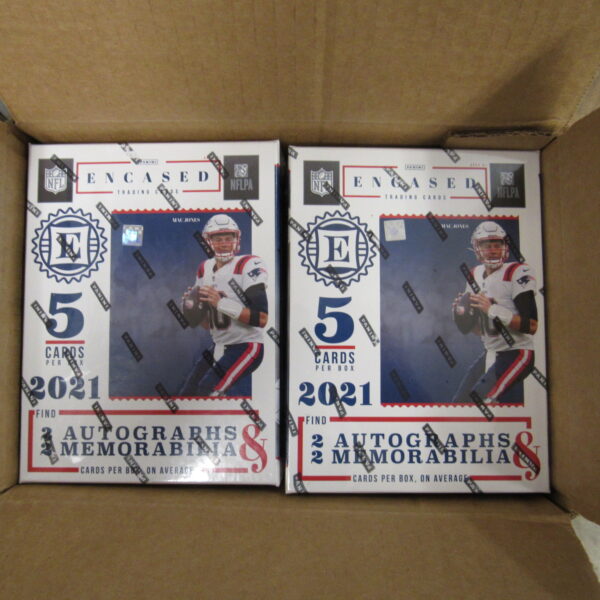 PANINI
NFL
ENCASED
TRADING CARDS
NFLPA
MAC JONES
E
5
CARDS
PER BOX
2021
FIND
2 AUTOGRAPHS &
2 MEMORABILIA
CARDS PER BOX, ON AVERAGE
PANINI
NFL
ENCASED
TRADING CARDS
NFLPA
MAC JONES
E
5
CARDS
PER BOX
2021
FIND
2 AUTOGRAPHS &
2 MEMORABILIA
CARDS PER BOX, ON AVERAGE